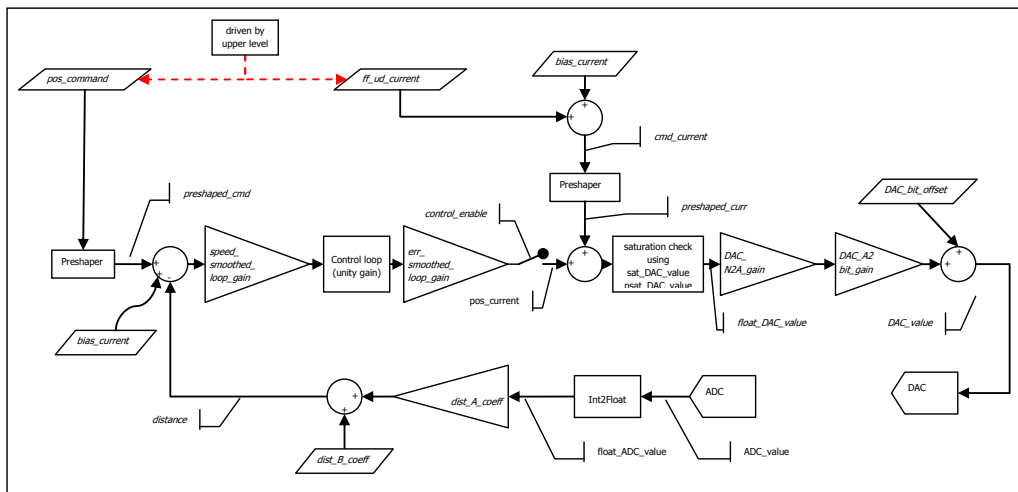 driven by
upper level
pos_command
ff_ud_current
bias_current
cmd_current
preshaped_cmd
Preshaper
control_enable
preshaped_curr
DAC_bit_offset
Preshaper
speed_
smoothed_
loop_gain
Control loop
(unity gain)
err_
smoothed_
loop_gain
saturation check
using
sat_DAC_value
nsat_DAC_value
DAC_
N2A_gain
DAC_A2
bit_gain
pos_current
bias_current
float_DAC_value
DAC_value
distance
dist_A_coeff
Int2Float
ADC
DAC
dist_B_coeff
float_ADC_value
ADC_value